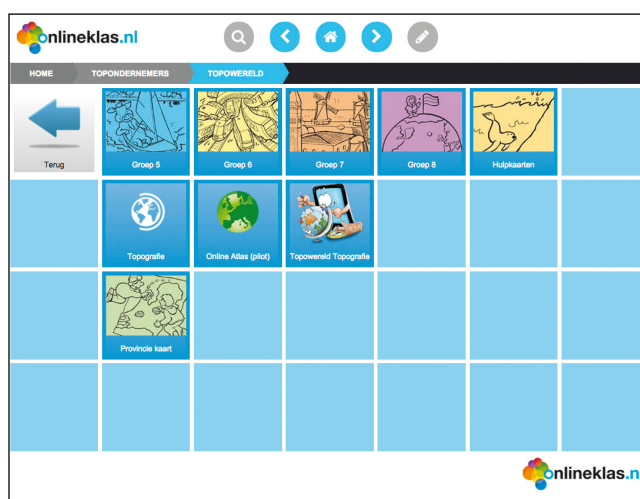 onlineklas.nl
HOME TOPONDERNEMERS TOPOWERELD
Terug Groep 5 Groep 6 Groep 7 Groep 8 Hulpkaarten
Topografie Online Atlas (pilot) Topowereld Topografie
Provincie kaart
onlineklas.n